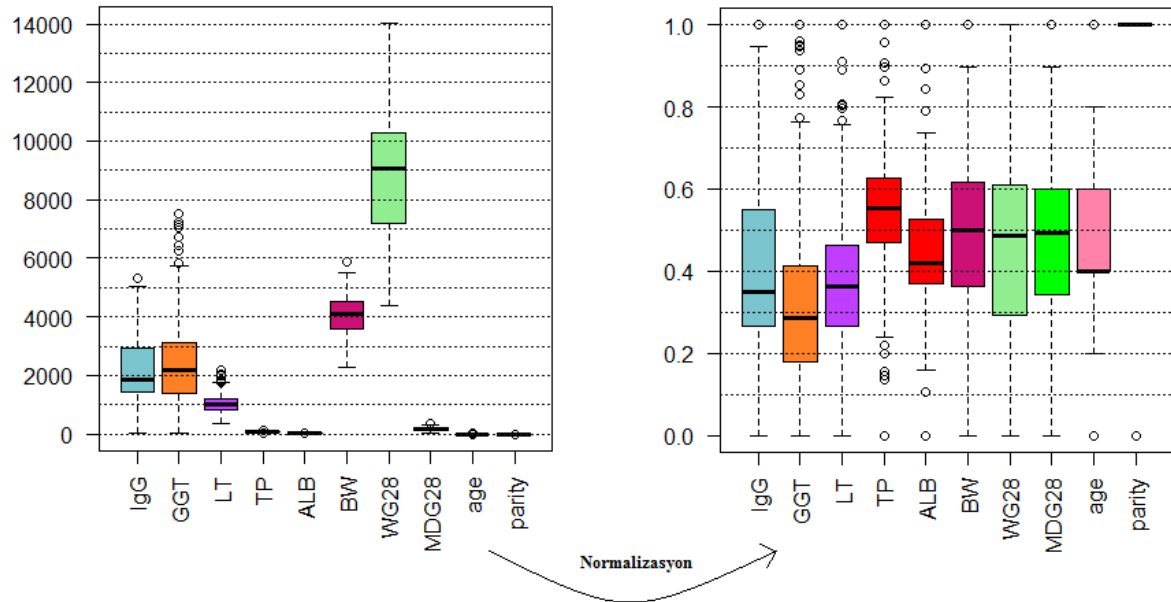 14000
12000
10000
8000
6000
4000
2000
0
IgG
GGT
LT
TP
ALB
BW
WG28
MDG28
age
parity
1.0
0.8
0.6
0.4
0.2
0.0
IgG
GGT
LT
TP
ALB
BW
WG28
MDG28
age
parity
Normalizasyon